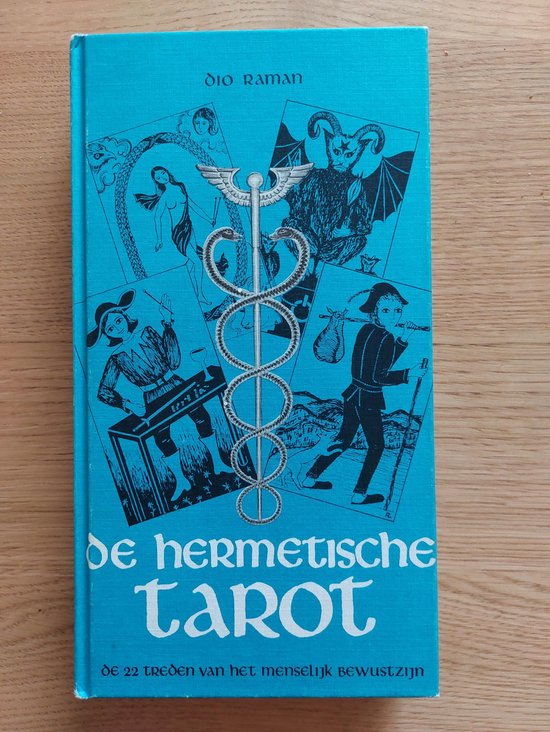 DIO RAMAN
DE HERMETISCHE
TAROT
DE 22 TREDEN VAN HET MENSELIJK BEWUSTZIJN